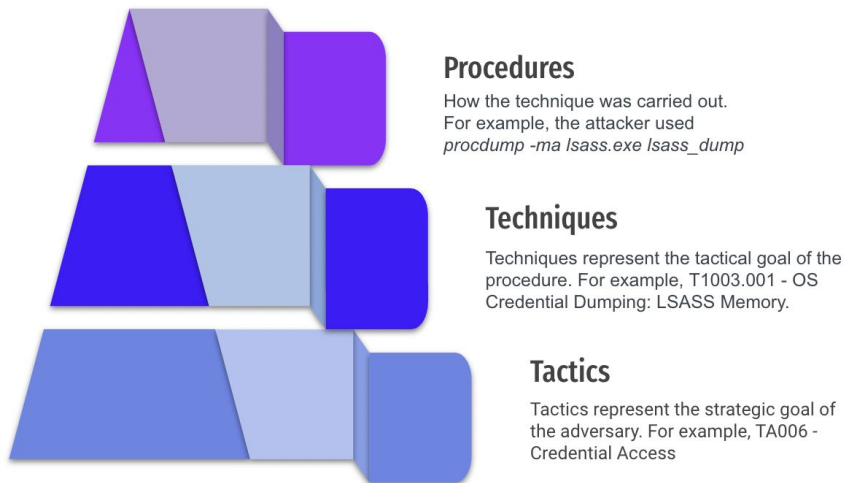 Procedures
How the technique was carried out.
For example, the attacker used
procdump -ma lsass.exe lsass_dump
Techniques
Techniques represent the tactical goal of the
procedure. For example, T1003.001 - OS
Credential Dumping: LSASS Memory.
Tactics
Tactics represent the strategic goal of
the adversary. For example, TA006 -
Credential Access